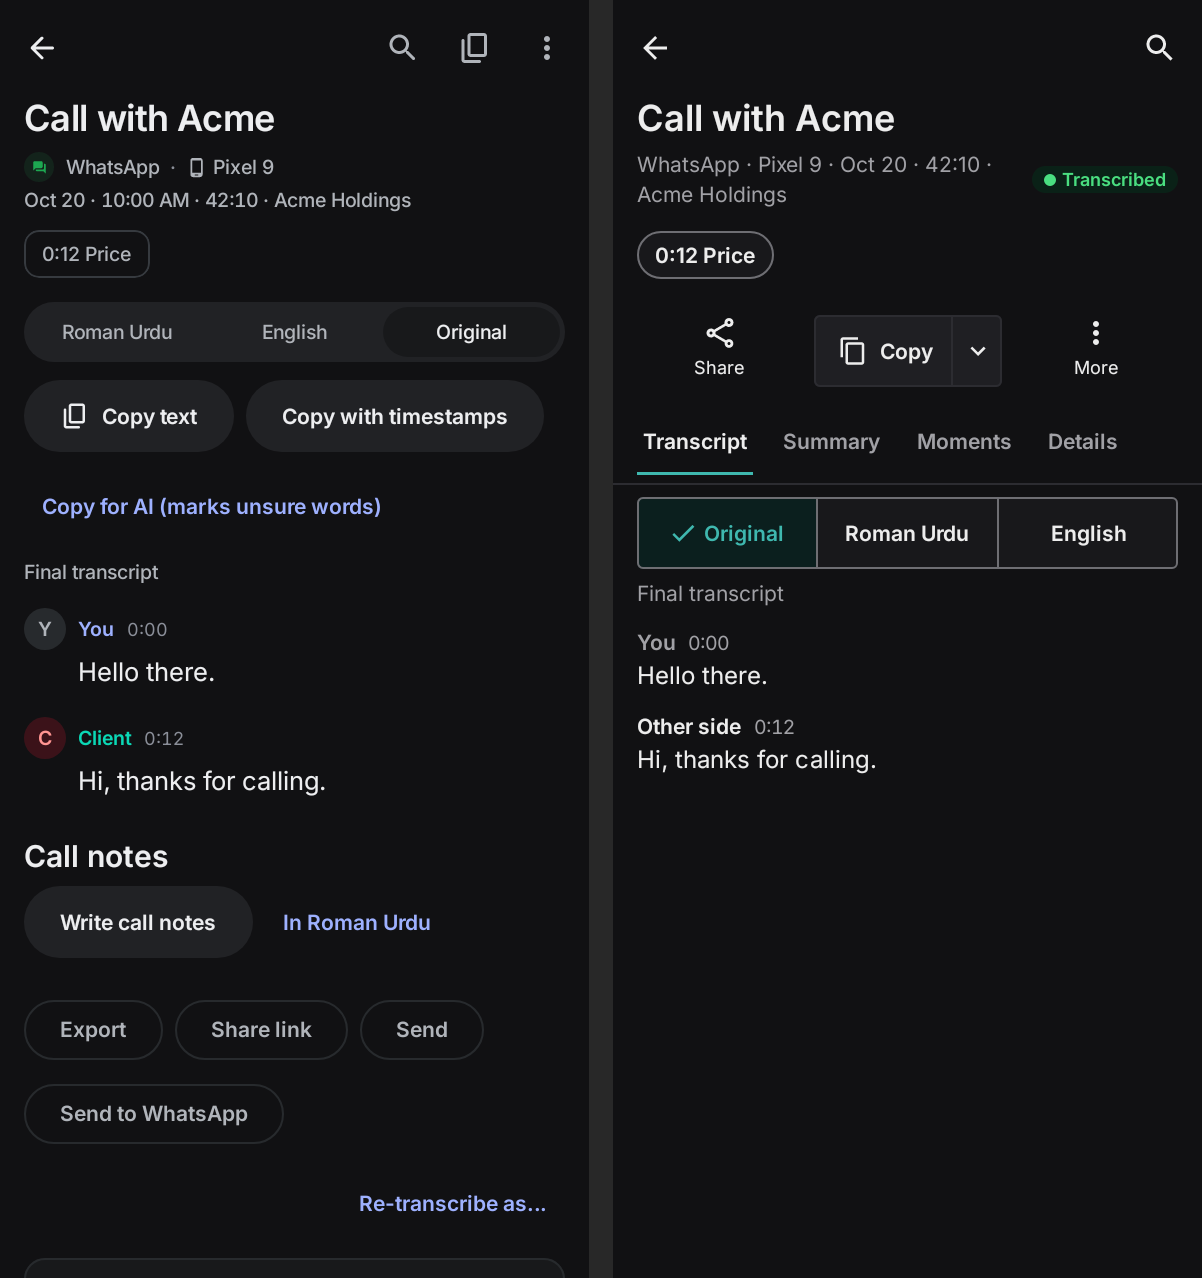 Call with Acme
WhatsApp · Pixel 9
Oct 20 · 10:00 AM · 42:10 · Acme Holdings
0:12 Price
Roman Urdu English Original
Copy text Copy with timestamps
Copy for AI (marks unsure words)
Final transcript
Y You 0:00
Hello there.
C Client 0:12
Hi, thanks for calling.
Call notes
Write call notes In Roman Urdu
Export Share link Send
Send to WhatsApp
Re-transcribe as...
Call with Acme
WhatsApp · Pixel 9 · Oct 20 · 42:10 ·
Acme Holdings
Transcribed
0:12 Price
Share Copy More
Transcript Summary Moments Details
Original Roman Urdu English
Final transcript
You 0:00
Hello there.
Other side 0:12
Hi, thanks for calling.